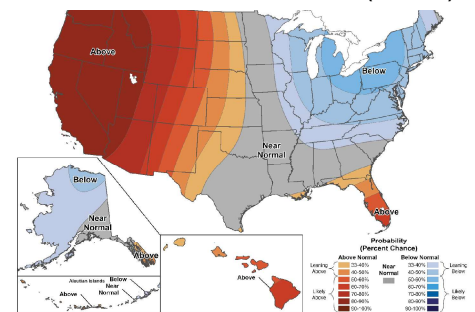 Above
Below
Near
Normal
Above
Below
Near
Normal
Above
Aleutian Islands
Below
Near
Normal
Above
Above
Probability
(Percent Chance)
Above Normal
Below Normal
Leaning
Above
Likely
Above
33-40%
40-50%
50-60%
60-70%
70-80%
80-90%
90-100%
Near
Normal
33-40%
40-50%
50-60%
60-70%
70-80%
80-90%
90-100%
Leaning
Below
Likely
Below